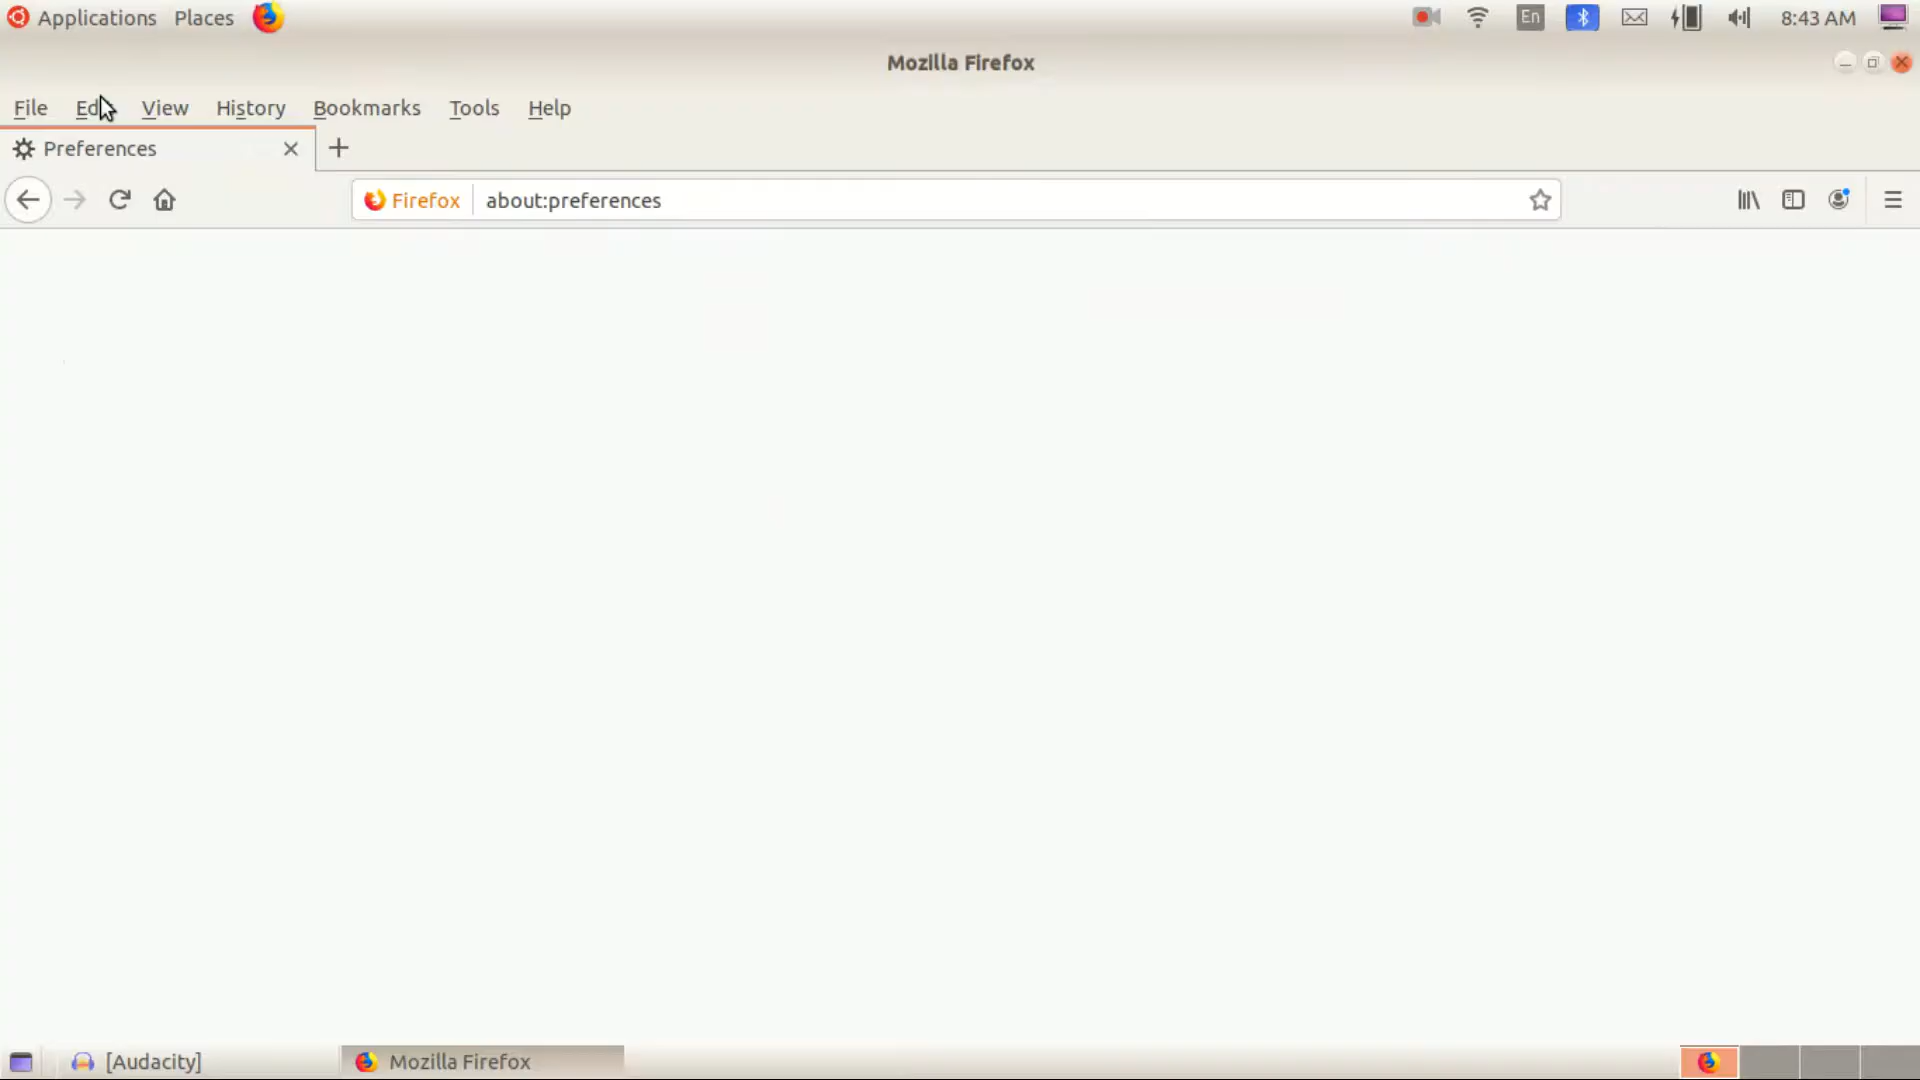 Applications Places En 8:43 AM
Mozilla Firefox
File Edit View History Bookmarks Tools Help
Preferences
Firefox about:preferences
[Audacity] Mozilla Firefox